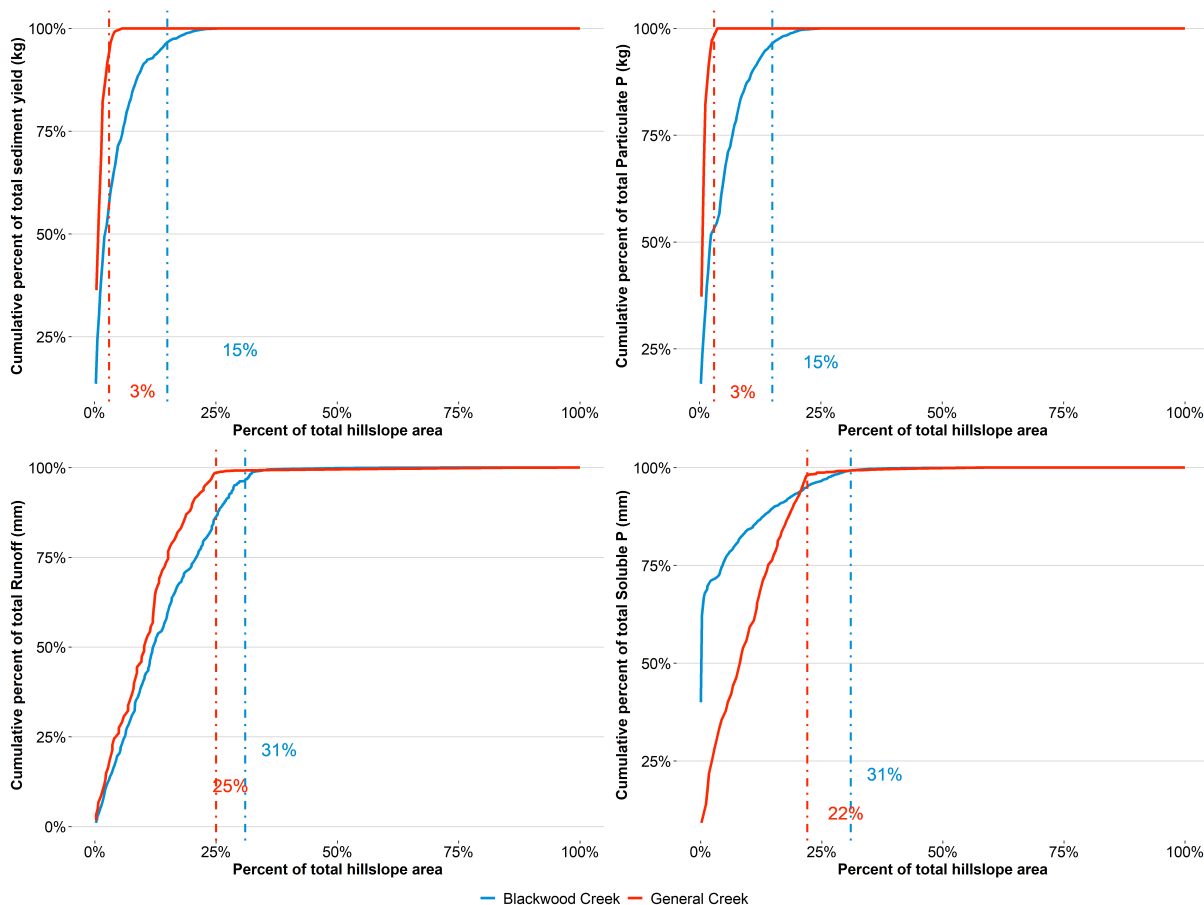 Cumulative percent of total sediment yield (kg)
100%
75%
50%
25%
15%
3%
0% 25% 50% 75% 100%
Percent of total hillslope area
Cumulative percent of total Particulate P (kg)
100%
75%
50%
25%
15%
3%
0% 25% 50% 75% 100%
Percent of total hillslope area
Cumulative percent of total Runoff (mm)
100%
75%
50%
25%
0%
31%
25%
0% 25% 50% 75% 100%
Percent of total hillslope area
Cumulative percent of total Soluble P (mm)
100%
75%
50%
25%
31%
22%
0% 25% 50% 75% 100%
Percent of total hillslope area
Blackwood Creek General Creek